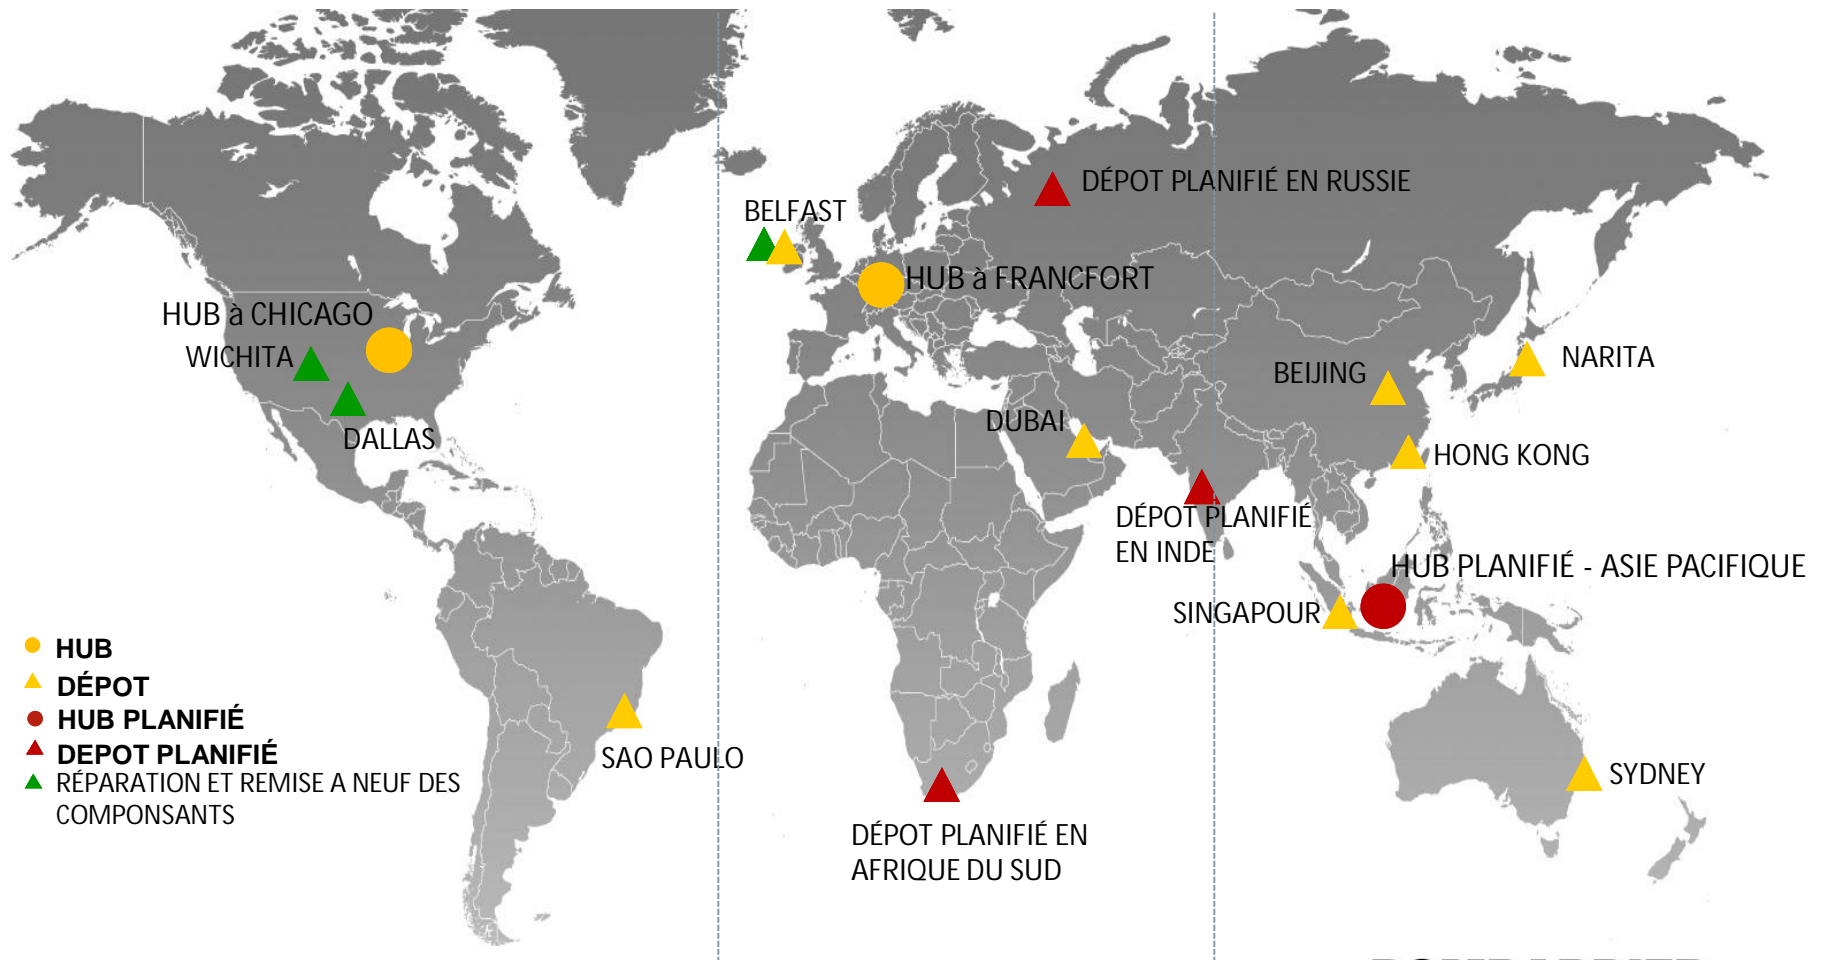 DÉPOT PLANIFIÉ EN RUSSIE
BELFAST
HUB à FRANCFORT
HUB à CHICAGO
WICHITA
NARITA
BEIJING
DUBAI
DALLAS
HONG KONG
DÉPOT PLANIFIÉ
EN INDE
HUB PLANIFIÉ - ASIE PACIFIQUE
SINGAPOUR
HUB
DÉPOT
HUB PLANIFIÉ
DEPOT PLANIFIÉ
RÉPARATION ET REMISE A NEUF DES
COMPONSANTS
SAO PAULO
SYDNEY
DÉPOT PLANIFIÉ EN
AFRIQUE DU SUD